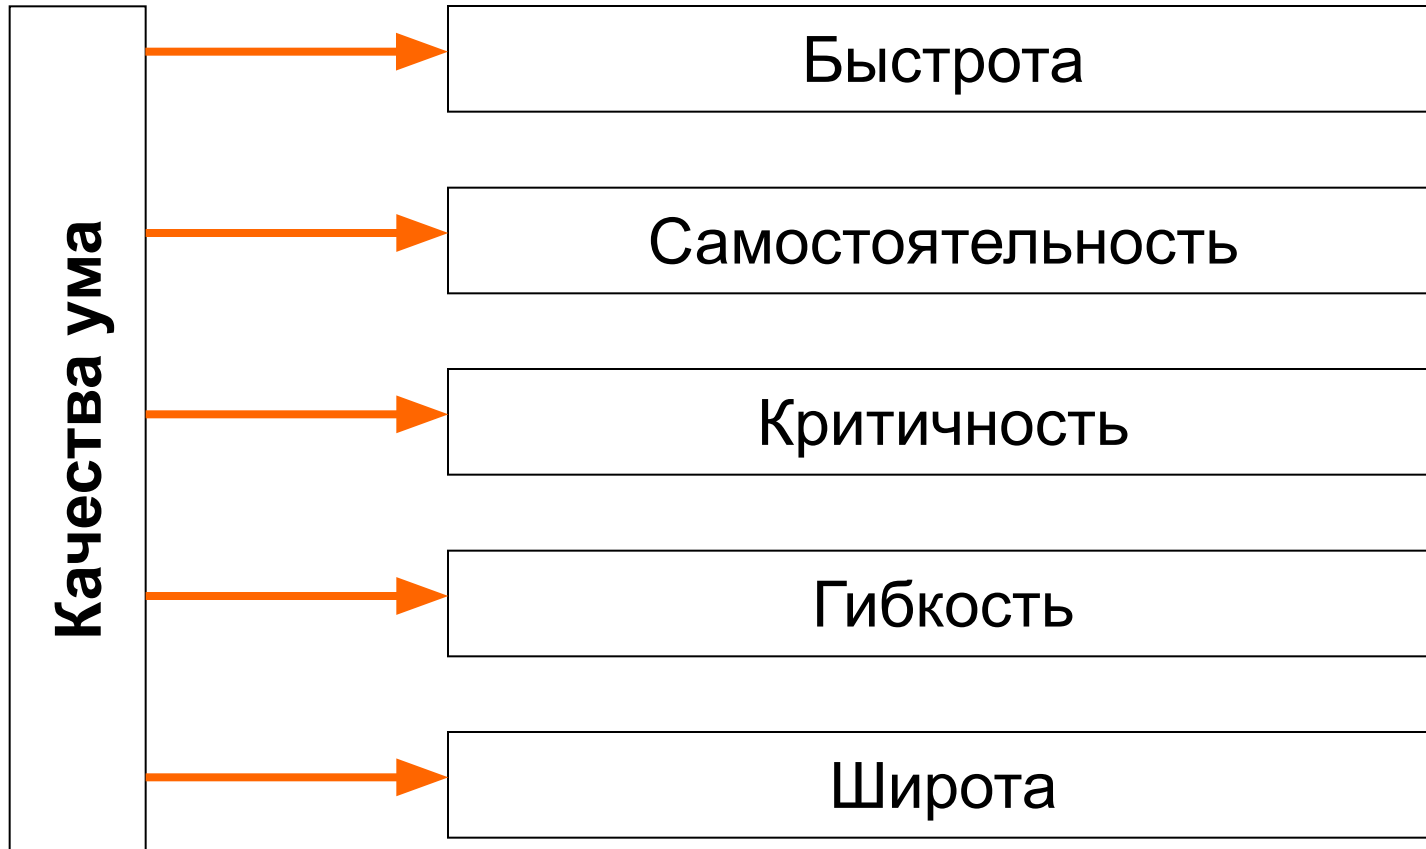 Качества ума
Быстрота
Самостоятельность
Критичность
Гибкость
Широта